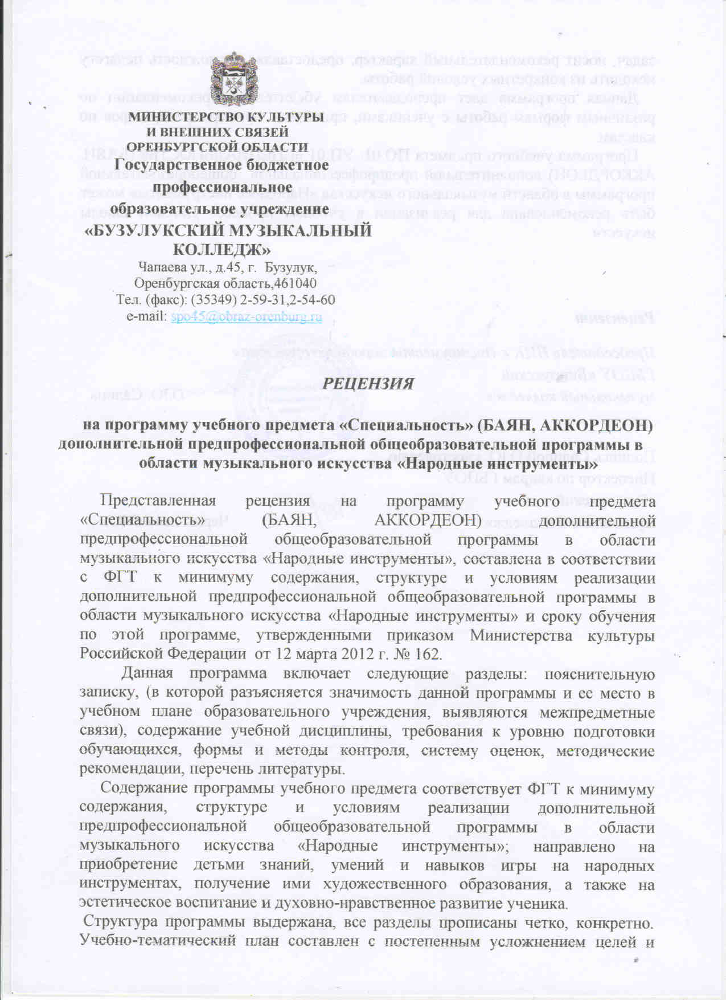 МИНИСТЕРСТВО КУЛЬТУРЫ
И ВНЕШНИХ СВЯЗЕЙ
ОРЕНБУРГСКОЙ ОБЛАСТИ
Государственное бюджетное
профессиональное
образовательное учреждение
«БУЗУЛУКСКИЙ МУЗЫКАЛЬНЫЙ
КОЛЛЕДЖ»
Чапаева ул., д.45, г. Бузулук,
Оренбургская область,461040
Тел. (факс): (35349) 2-59-31,2-54-60
e-mail: spo45@obraz-orenburg.ru
РЕЦЕНЗИЯ
на программу учебного предмета «Специальность» (БАЯН, АККОРДЕОН)
дополнительной предпрофессиональной общеобразовательной программы в
области музыкального искусства «Народные инструменты»
Представленная рецензия на программу учебного предмета
«Специальность» (БАЯН, АККОРДЕОН) дополнительной
предпрофессиональной общеобразовательной программы в области
музыкального искусства «Народные инструменты», составлена в соответствии
с ФГТ к минимуму содержания, структуре и условиям реализации
дополнительной предпрофессиональной общеобразовательной программы в
области музыкального искусства «Народные инструменты» и сроку обучения
по этой программе, утвержденными приказом Министерства культуры
Российской Федерации от 12 марта 2012 г. № 162.
Данная программа включает следующие разделы: пояснительную
записку, (в которой разъясняется значимость данной программы и ее место в
учебном плане образовательного учреждения, выявляются межпредметные
связи), содержание учебной дисциплины, требования к уровню подготовки
обучающихся, формы и методы контроля, систему оценок, методические
рекомендации, перечень литературы.
Содержание программы учебного предмета соответствует ФГТ к минимуму
содержания, структуре и условиям реализации дополнительной
предпрофессиональной общеобразовательной программы в области
музыкального искусства «Народные инструменты»; направлено на
приобретение детьми знаний, умений и навыков игры на народных
инструментах, получение ими художественного образования, а также на
эстетическое воспитание и духовно-нравственное развитие ученика.
Структура программы выдержана, все разделы прописаны четко, конкретно.
Учебно-тематический план составлен с постепенным усложнением целей и